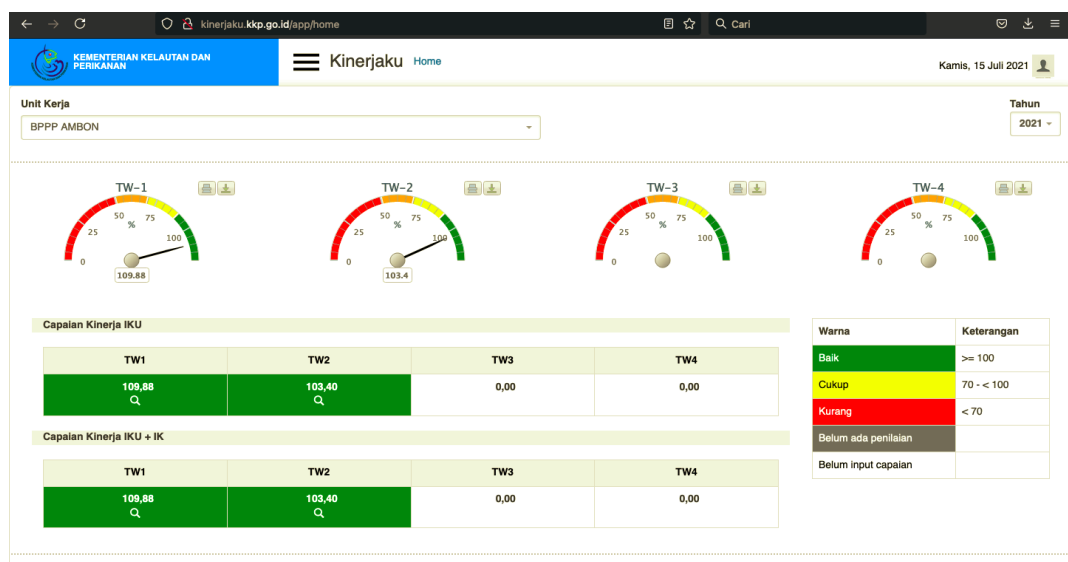 kinerjaku.kkp.go.id/app/home
Cari
KEMENTERIAN KELAUTAN DAN
PERIKANAN
Kinerjaku Home
Kamis, 15 Juli 2021
Unit Kerja
Tahun
BPPP AMBON
2021
TW-1
50
75
%
25
100
0
109.88
TW-2
50
75
%
25
100
0
103.4
TW-3
50
75
%
25
100
0
TW-4
50
75
%
25
100
0
Capaian Kinerja IKU
TW1 TW2 TW3 TW4
109,88 103,40 0,00 0,00
Capaian Kinerja IKU + IK
TW1 TW2 TW3 TW4
109,88 103,40 0,00 0,00
Warna Keterangan
Baik >= 100
Cukup 70 - < 100
Kurang < 70
Belum ada penilaian
Belum input capaian